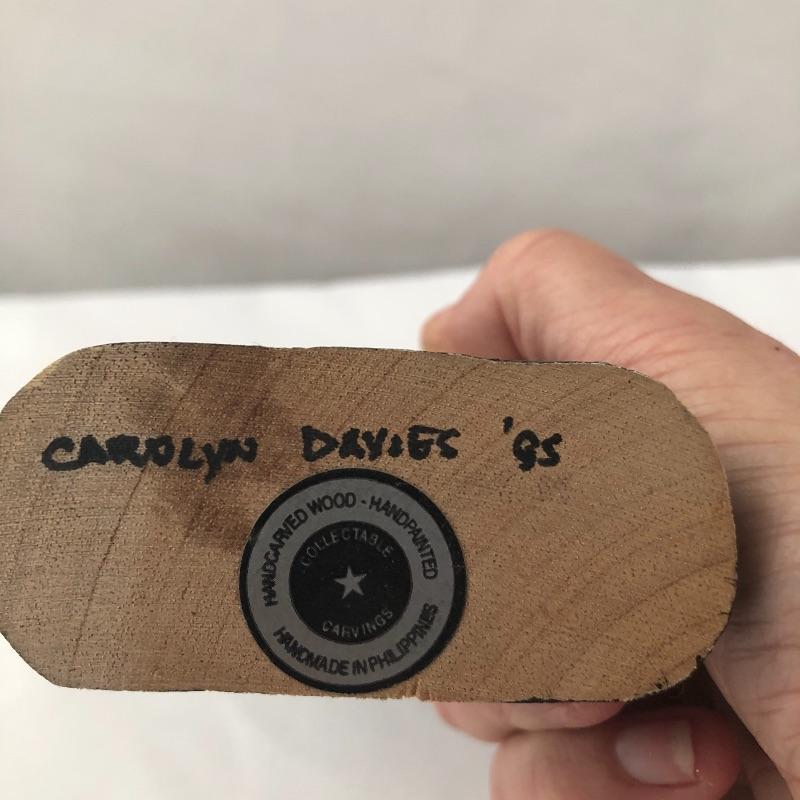 CAROLYN DAVIES '95
HANDCARVED WOOD - HANDPAINTED
COLLECTABLE
CARVINGS
HANDMADE IN PHILIPPINES